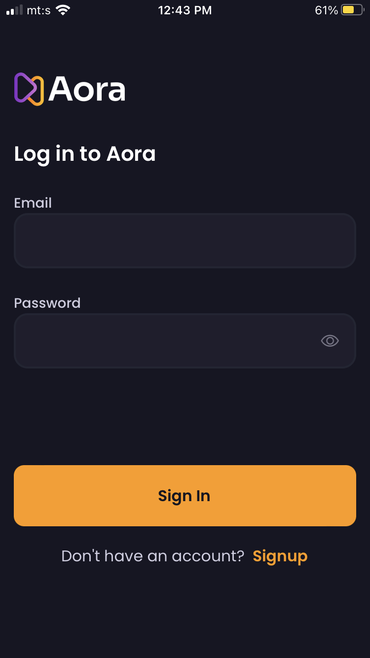 mt:s 12:43 PM 61%
Aora
Log in to Aora
Email
Password
Sign In
Don't have an account? Signup